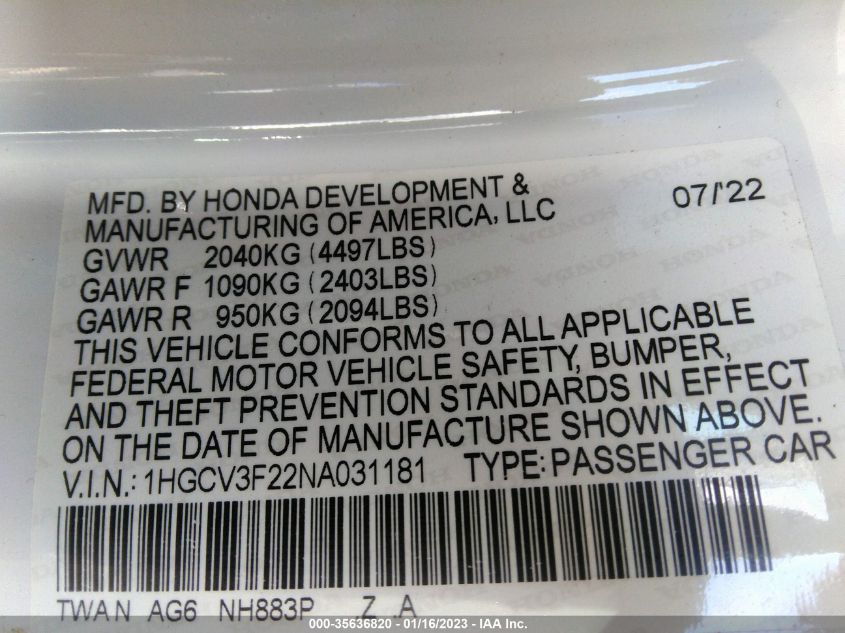 MFD. BY HONDA DEVELOPMENT &
MANUFACTURING OF AMERICA, LLC 07/'22
GVWR 2040KG (4497LBS)
GAWR F 1090KG (2403LBS)
GAWR R 950KG (2094LBS)
THIS VEHICLE CONFORMS TO ALL APPLICABLE
FEDERAL MOTOR VEHICLE SAFETY, BUMPER,
AND THEFT PREVENTION STANDARDS IN EFFECT
ON THE DATE OF MANUFACTURE SHOWN ABOVE.
V.I.N.: 1HGCV3F22NA031181 TYPE: PASSENGER CAR
TWAN AG6 NH883P Z .A
000-35636820 - 01/16/2023 - IAA Inc.